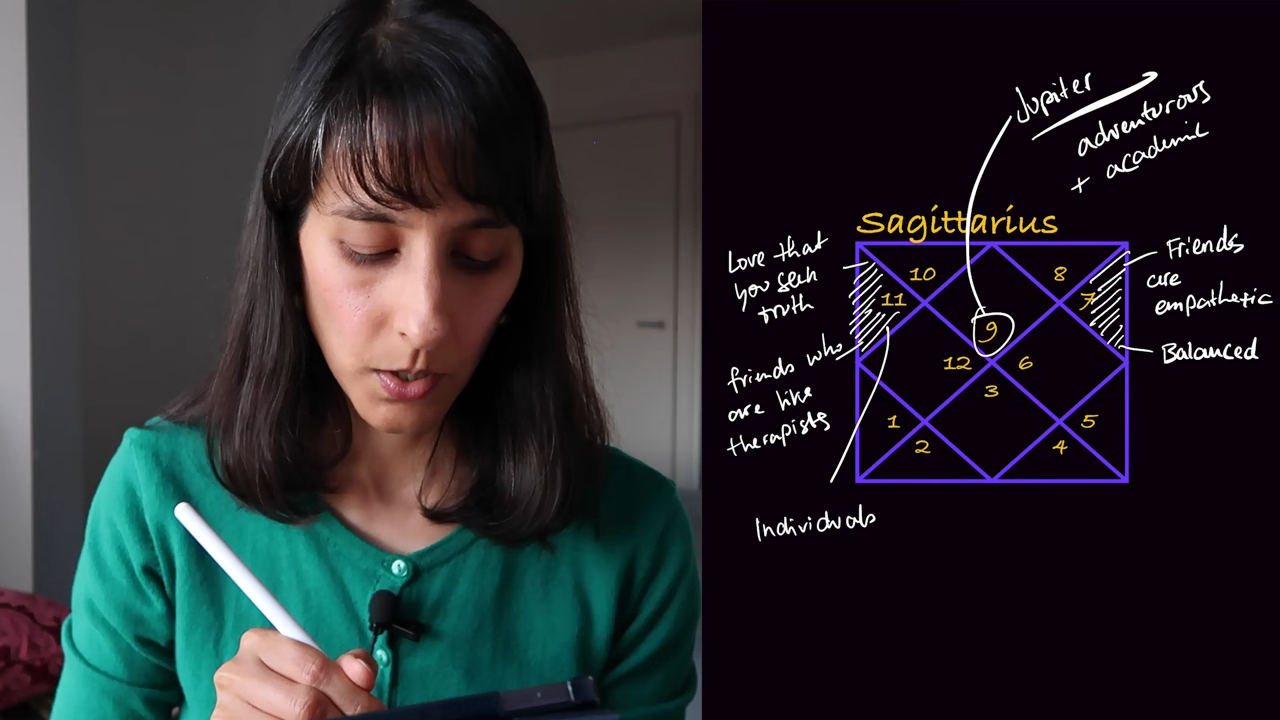 Jupiter
adventurous
+ academic
Sagittarius
Love that
you seek
truth
friends who
are like
therapists
Individuals
10
8
11
7
9
12
6
3
1
5
2
4
Friends
are
empathetic
Balanced